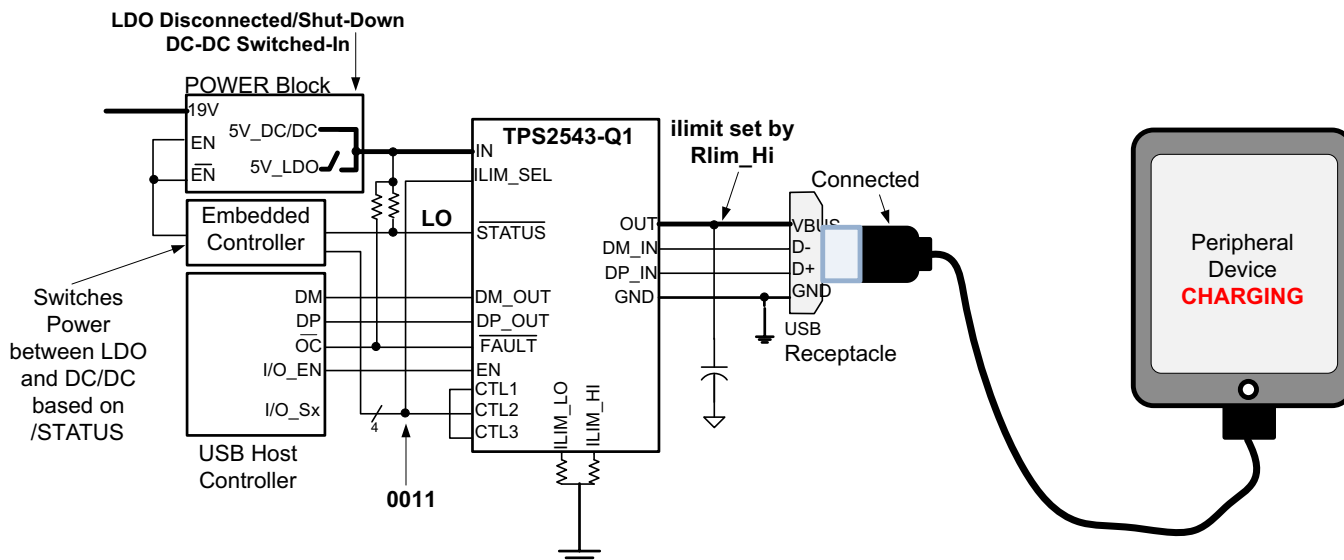 LDO Disconnected/Shut-Down
DC-DC Switched-In
POWER Block
19V
EN
EN
5V_DC/DC
5V_LDO
Embedded
Controller
Switches
Power
between LDO
and DC/DC
based on
/STATUS
DM
DP
OC
I/O_EN
I/O_Sx
USB Host
Controller
LO
4
0011
TPS2543-Q1
IN
ILIM_SEL
STATUS
DM_OUT
DP_OUT
FAULT
EN
CTL1
CTL2
CTL3
ILIM_LO
ILIM_HI
OUT
DM_IN
DP_IN
GND
ilimit set by
Rlim_Hi
Connected
VBUS
D-
D+
GND
USB
Receptacle
Peripheral
Device
CHARGING